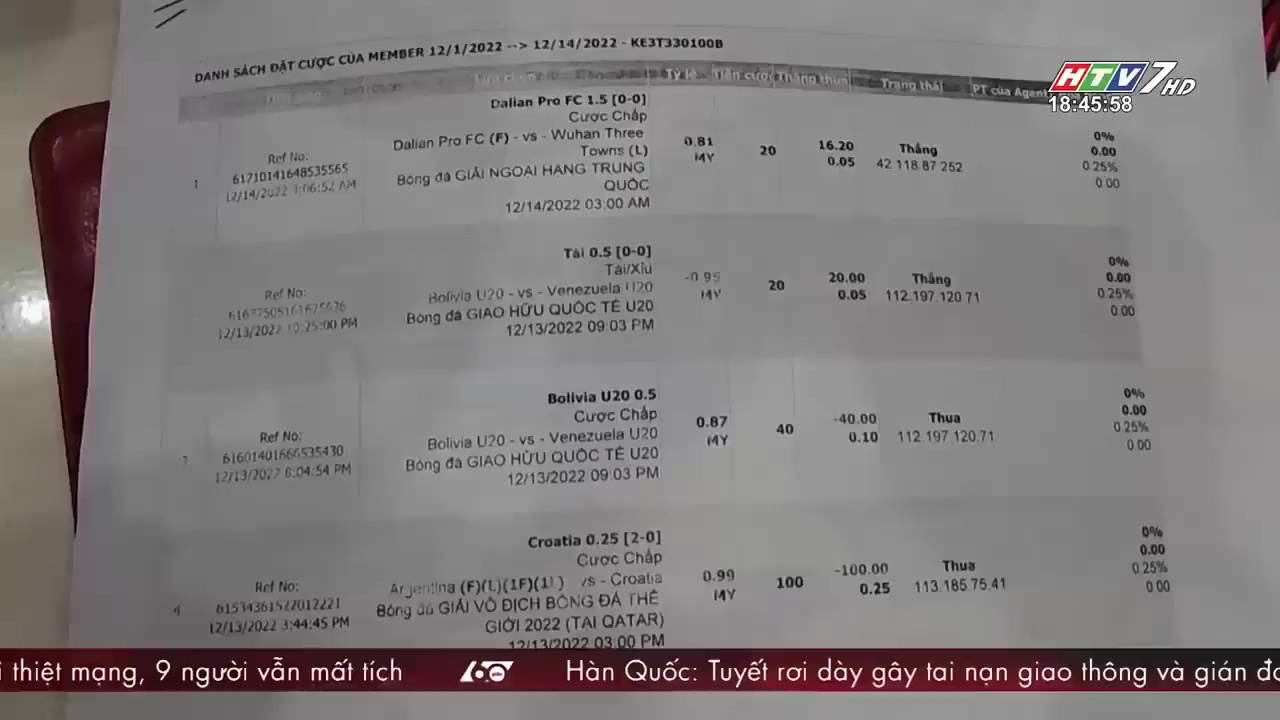 HTV7 HD
18:45:58
DANH SÁCH ĐẶT CƯỢC CỦA MEMBER 12/1/2022 --> 12/14/2022 - KE3T330100B
Tỷ lệ Tiền cược Thắng thua Trạng thái PT của Agent
1
Ref No:
61710141648535565
12/14/2022 3:06:52 AM
Dalian Pro FC 1.5 [0-0]
Cược Chấp
Dalian Pro FC (F) - vs - Wuhan Three
Towns (L)
Bóng đá GIẢI NGOẠI HẠNG TRUNG
QUỐC
12/14/2022 03:00 AM
0.81
MY
20
16.20
0.05
Thắng
42.118.87.252
0%
0.00
0.25%
0.00
Ref No:
12/13/2022 10:25:00 PM
Tài 0.5 [0-0]
Tài/Xỉu
Bolivia U20 - vs - Venezuela U20
Bóng đá GIAO HỮU QUỐC TẾ U20
12/13/2022 09:03 PM
-0.95
MY
20
20.00
0.05
Thắng
112.197.120.71
0%
0.00
0.25%
0.00
Ref No:
61601401666535430
12/13/2022 8:04:54 PM
Bolivia U20 0.5
Cược Chấp
Bolivia U20 - vs - Venezuela U20
Bóng đá GIAO HỮU QUỐC TẾ U20
12/13/2022 09:03 PM
0.87
MY
40
-40.00
0.10
Thua
112.197.120.71
0%
0.00
0.25%
0.00
4
Ref No:
61534361522012221
12/13/2022 3:44:45 PM
Croatia 0.25 [2-0]
Cược Chấp
Argentina (F)(L)(1F)(1L) - vs - Croatia
Bóng đá GIẢI VÔ ĐỊCH BÓNG ĐÁ THẾ
GIỚI 2022 (TẠI QATAR)
12/13/2022 03:00 PM
0.99
MY
100
-100.00
0.25
Thua
113.185.75.41
0%
0.00
0.25%
0.00
i thiệt mạng, 9 người vẫn mất tích 60 Hàn Quốc: Tuyết rơi dày gây tai nạn giao thông và gián đo